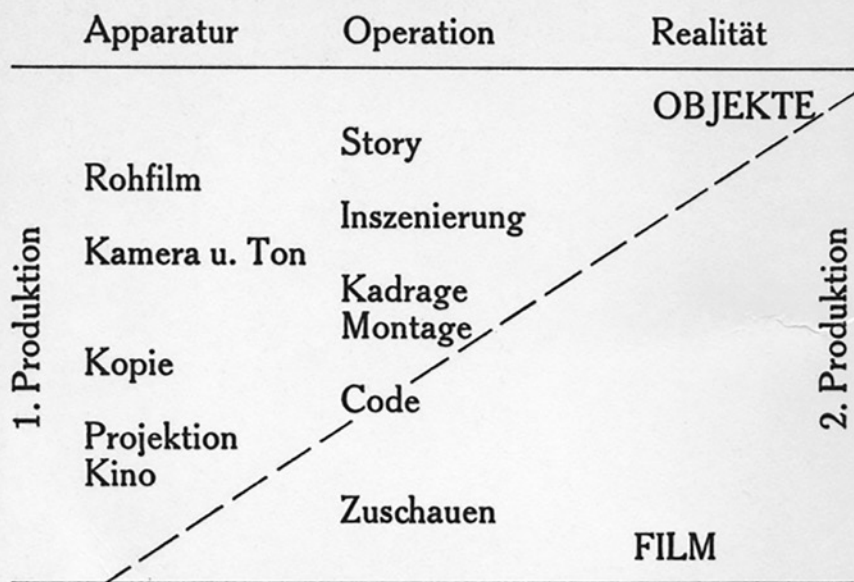 Apparatur Operation Realität
OBJEKTE
Story
Rohfilm
Inszenierung
Kamera u. Ton
Kadrage
Montage
Kopie
Code
Projektion
Kino
Zuschauen
FILM
1. Produktion
2. Produktion